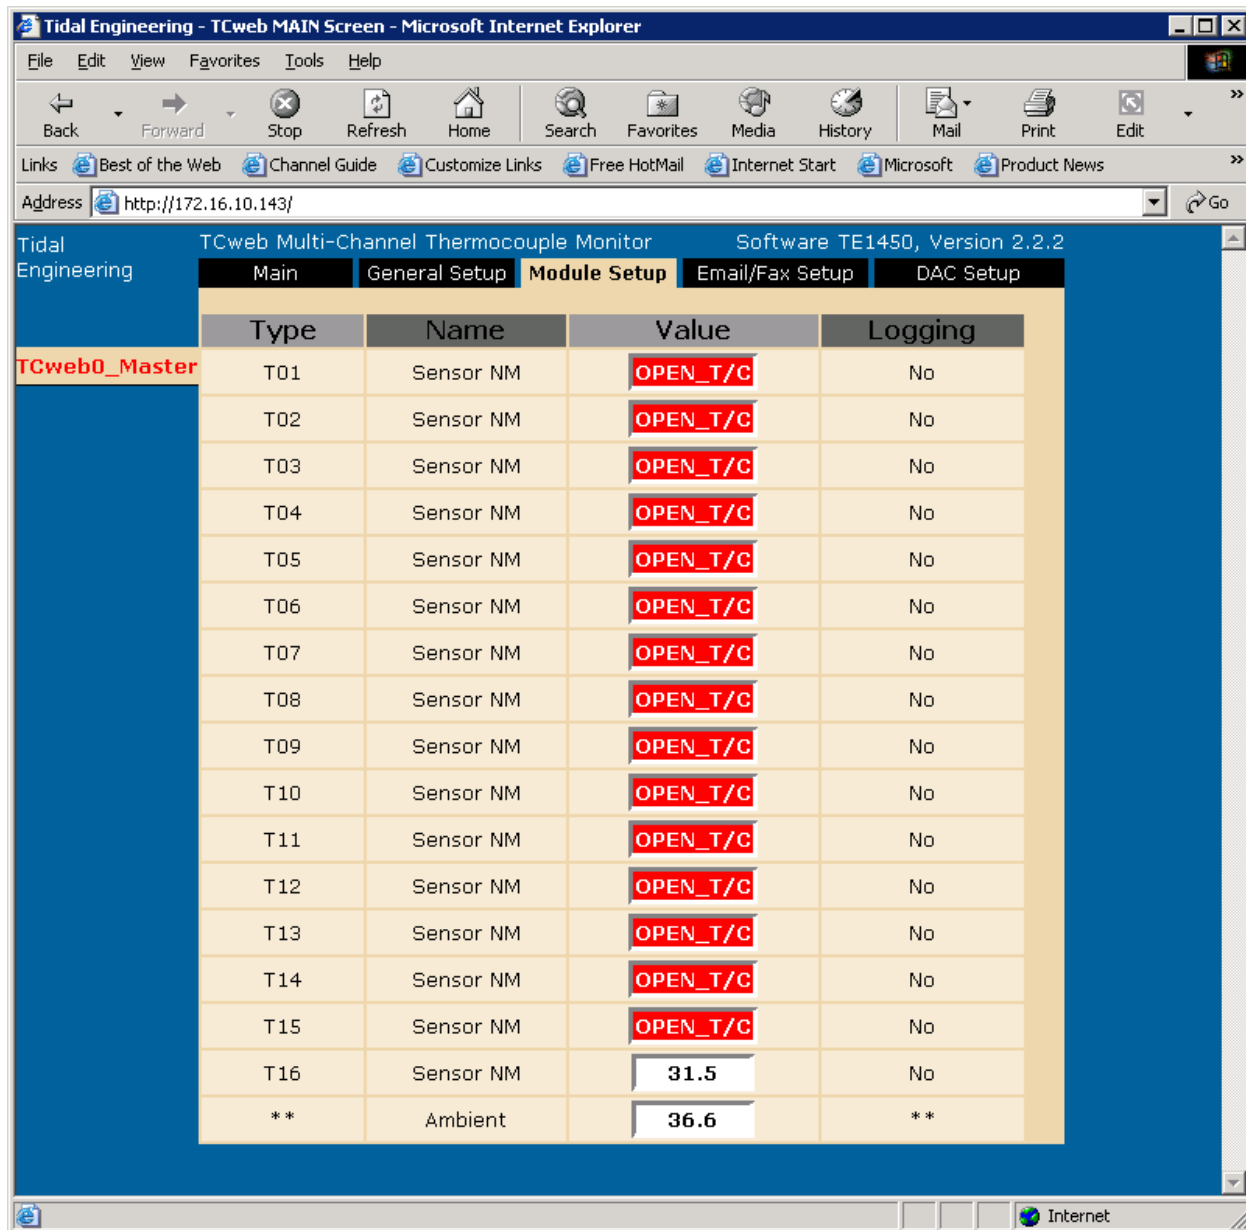 Tidal Engineering - TCweb MAIN Screen - Microsoft Internet Explorer
File Edit View Favorites Tools Help
Back Forward Stop Refresh Home Search Favorites Media History Mail Print Edit »
Links Best of the Web Channel Guide Customize Links Free HotMail Internet Start Microsoft Product News »
Address http://172.16.10.143/ Go
Tidal Engineering
TCweb Multi-Channel Thermocouple Monitor Software TE1450, Version 2.2.2
Main General Setup Module Setup Email/Fax Setup DAC Setup
TCweb0_Master
Type Name Value Logging
T01 Sensor NM OPEN_T/C No
T02 Sensor NM OPEN_T/C No
T03 Sensor NM OPEN_T/C No
T04 Sensor NM OPEN_T/C No
T05 Sensor NM OPEN_T/C No
T06 Sensor NM OPEN_T/C No
T07 Sensor NM OPEN_T/C No
T08 Sensor NM OPEN_T/C No
T09 Sensor NM OPEN_T/C No
T10 Sensor NM OPEN_T/C No
T11 Sensor NM OPEN_T/C No
T12 Sensor NM OPEN_T/C No
T13 Sensor NM OPEN_T/C No
T14 Sensor NM OPEN_T/C No
T15 Sensor NM OPEN_T/C No
T16 Sensor NM 31.5 No
** Ambient 36.6 **
Internet